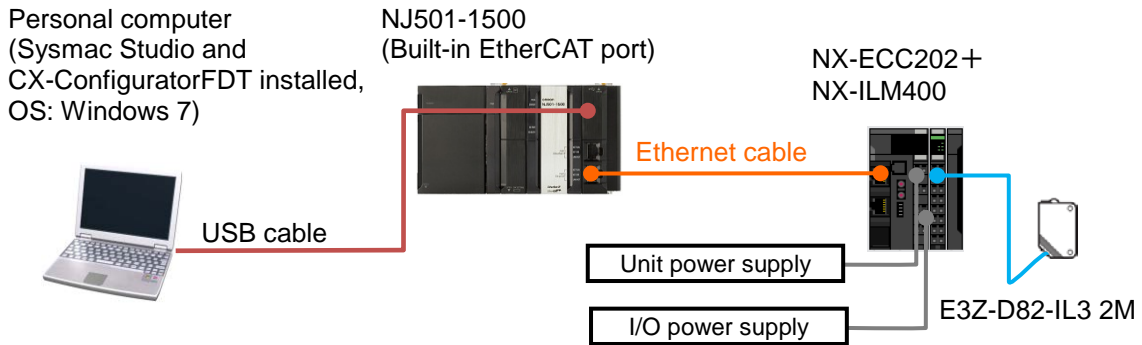 Personal computer
(Sysmac Studio and
CX-ConfiguratorFDT installed,
OS: Windows 7)
NJ501-1500
(Built-in EtherCAT port)
NX-ECC202+
NX-ILM400
Ethernet cable
USB cable
Unit power supply
I/O power supply
E3Z-D82-IL3 2M